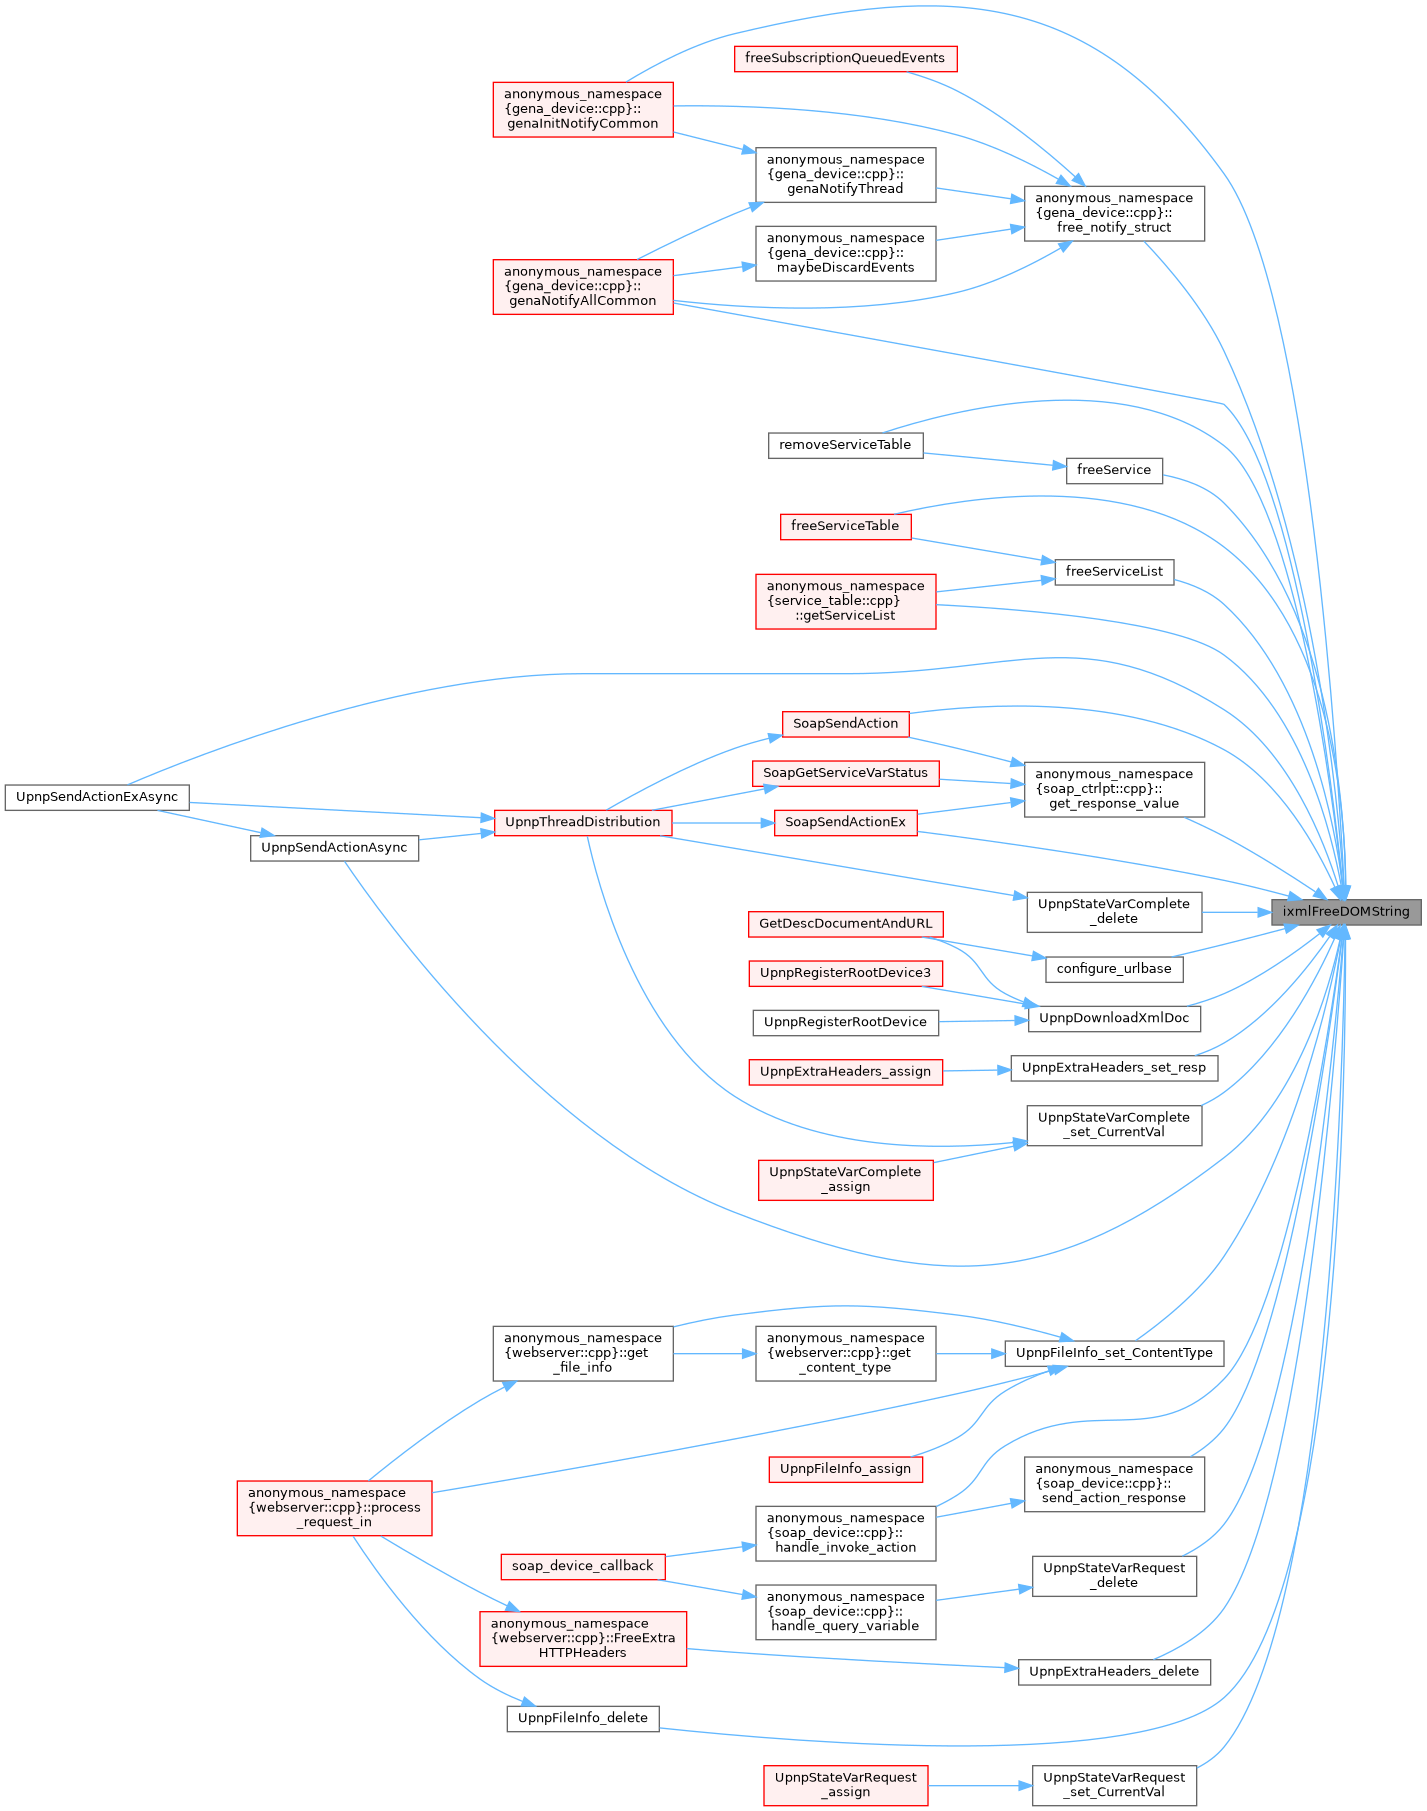 freeSubscriptionQueuedEvents
anonymous_namespace
{gena_device::cpp}::
genaInitNotifyCommon
anonymous_namespace
{gena_device::cpp}::
genaNotifyThread
anonymous_namespace
{gena_device::cpp}::
free_notify_struct
anonymous_namespace
{gena_device::cpp}::
maybeDiscardEvents
anonymous_namespace
{gena_device::cpp}::
genaNotifyAllCommon
removeServiceTable
freeService
freeServiceTable
freeServiceList
anonymous_namespace
{service_table::cpp}
::getServiceList
SoapSendAction
SoapGetServiceVarStatus
anonymous_namespace
{soap_ctrlpt::cpp}::
get_response_value
UpnpSendActionExAsync
UpnpThreadDistribution
SoapSendActionEx
UpnpSendActionAsync
UpnpStateVarComplete
_delete
ixmlFreeDOMString
GetDescDocumentAndURL
configure_urlbase
UpnpRegisterRootDevice3
UpnpRegisterRootDevice
UpnpDownloadXmlDoc
UpnpExtraHeaders_assign
UpnpExtraHeaders_set_resp
UpnpStateVarComplete
_set_CurrentVal
UpnpStateVarComplete
_assign
anonymous_namespace
{webserver::cpp}::get
_file_info
anonymous_namespace
{webserver::cpp}::get
_content_type
UpnpFileInfo_set_ContentType
UpnpFileInfo_assign
anonymous_namespace
{soap_device::cpp}::
send_action_response
anonymous_namespace
{webserver::cpp}::process
_request_in
anonymous_namespace
{soap_device::cpp}::
handle_invoke_action
soap_device_callback
UpnpStateVarRequest
_delete
anonymous_namespace
{soap_device::cpp}::
handle_query_variable
anonymous_namespace
{webserver::cpp}::FreeExtra
HTTPHeaders
UpnpExtraHeaders_delete
UpnpFileInfo_delete
UpnpStateVarRequest
_assign
UpnpStateVarRequest
_set_CurrentVal